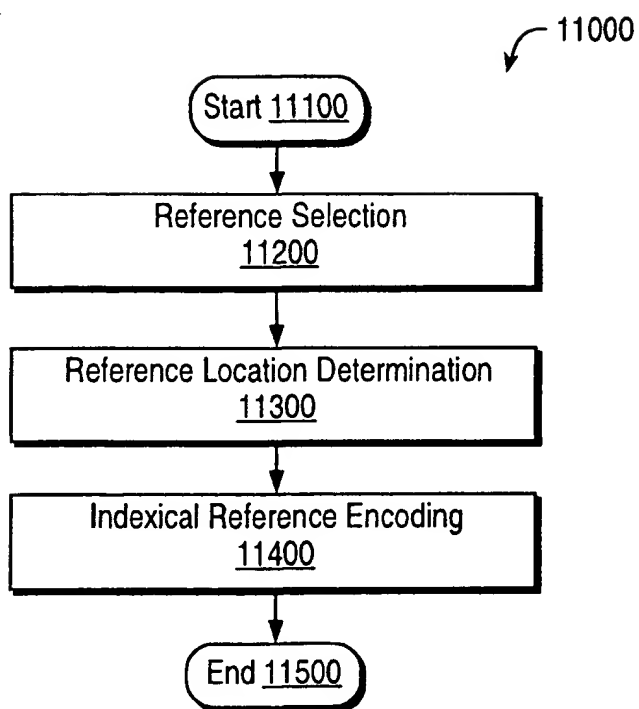 11000
Start 11100
Reference Selection
11200
Reference Location Determination
11300
Indexical Reference Encoding
11400
End 11500